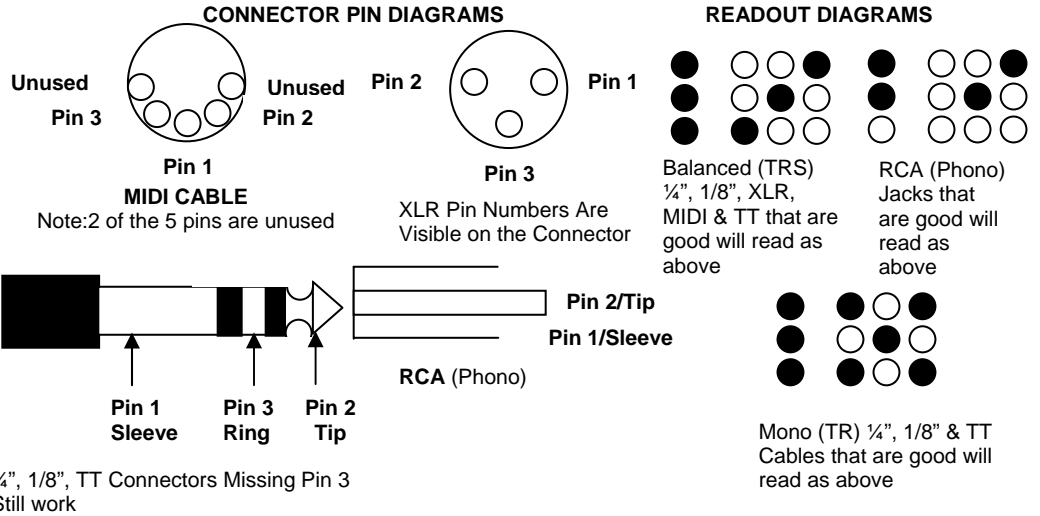 CONNECTOR PIN DIAGRAMS
READOUT DIAGRAMS
Unused
Pin 3
Unused
Pin 2
Pin 1
MIDI CABLE
Note:2 of the 5 pins are unused
Pin 2
Pin 1
Pin 3
XLR Pin Numbers Are
Visible on the Connector
Balanced (TRS)
¼”, 1/8”, XLR,
MIDI & TT that are
good will read as
above
RCA (Phono)
Jacks that
are good will
read as
above
Pin 2/Tip
Pin 1/Sleeve
RCA (Phono)
Pin 1
Sleeve
Pin 3
Ring
Pin 2
Tip
¼”, 1/8”, TT Connectors Missing Pin 3
Still work
Mono (TR) ¼”, 1/8” & TT
Cables that are good will
read as above